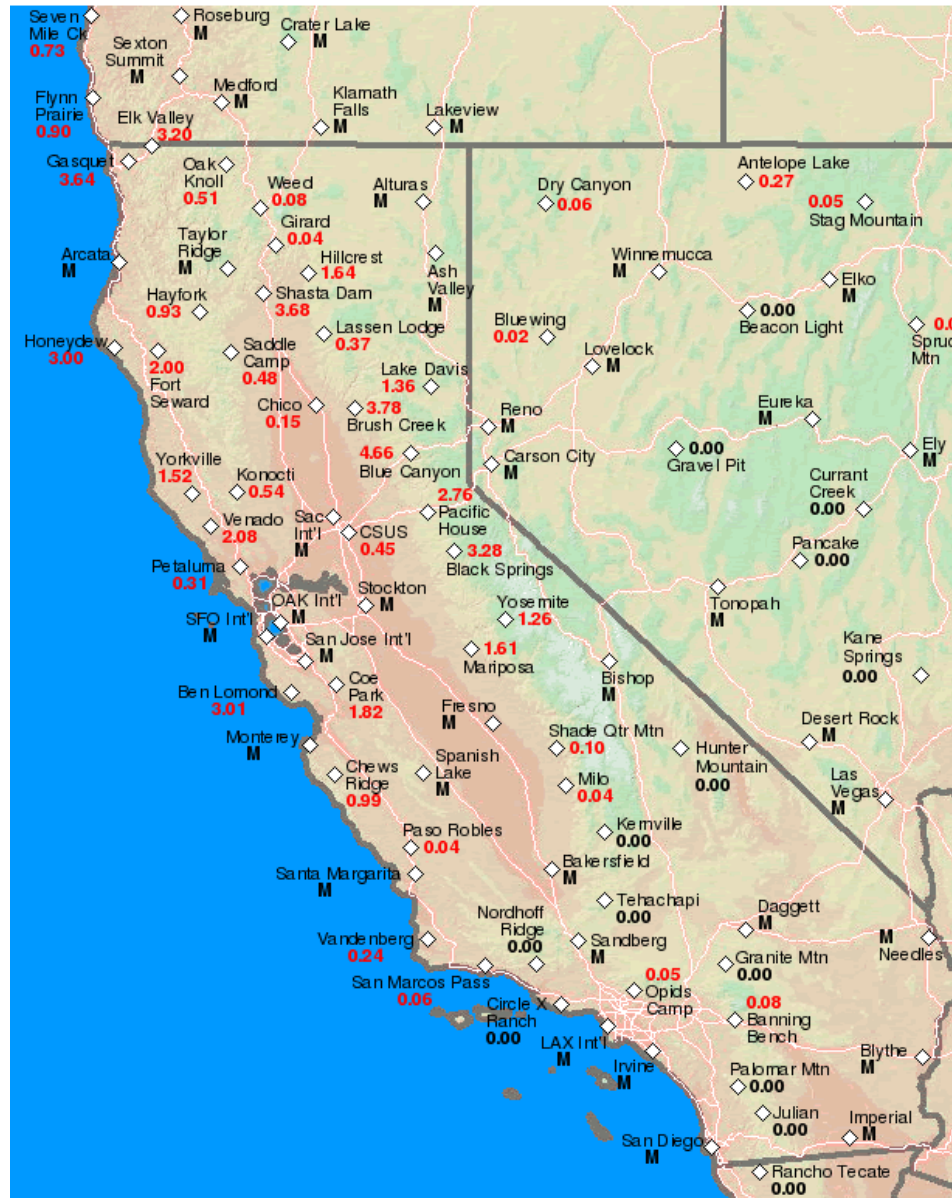 Seven
Mile Ck
0.73
Roseburg
M
Crater Lake
M
Sexton
Summit
M
Medford
M
Klamath
Falls
M
Lakeview
M
Flynn
Prairie
0.90
Elk Valley
3.20
Gasquet
3.64
Oak
Knoll
0.51
Weed
0.08
Alturas
M
Dry Canyon
0.06
Antelope Lake
0.27
0.05
Stag Mountain
Girard
0.04
Arcata
M
Taylor
Ridge
M
Hillcrest
1.64
Ash
Valley
M
Winnemucca
M
Elko
M
Hayfork
0.93
Shasta Dam
3.68
0.00
Beacon Light
Bluewing
0.02
Mtn
Honeydew
3.00
2.00
Fort
Seward
Saddle
Camp
0.48
Lassen Lodge
0.37
Lake Davis
1.36
Lovelock
M
Chico
0.15
3.78
Brush Creek
Reno
M
Eureka
M
4.66
Blue Canyon
Carson City
M
0.00
Gravel Pit
Ely
M
Yorkville
1.52
Konocti
0.54
2.76
Pacific
House
Currant
Creek
0.00
Venado
2.08
Sac
Int'l
M
CSUS
0.45
3.28
Black Springs
Pancake
0.00
Petaluma
0.31
OAK Int'l
M
Stockton
M
Yosemite
1.26
Tonopah
M
SFO Int'l
M
San Jose Int'l
M
1.61
Mariposa
Bishop
M
Kane
Springs
0.00
Ben Lomond
3.01
Coe
Park
1.82
Fresno
M
Monterey
M
Shade Qtr Mtn
0.10
Hunter
Mountain
0.00
Desert Rock
M
Chews
Ridge
0.99
Spanish
Lake
M
Milo
0.04
Las
Vegas
M
Paso Robles
0.04
Kernville
0.00
Santa Margarita
M
Bakersfield
M
Tehachapi
0.00
Daggett
M
Vandenberg
0.24
Nordhoff
Ridge
0.00
Sandberg
M
Granite Mtn
0.00
M
Needles
San Marcos Pass
0.06
Circle X
Ranch
0.00
0.05
Opids
Camp
0.08
Banning
Bench
LAX Int'l
M
Irvine
M
Blythe
M
Palomar Mtn
0.00
Julian
0.00
Imperial
M
San Diego
M
Rancho Tecate
0.00